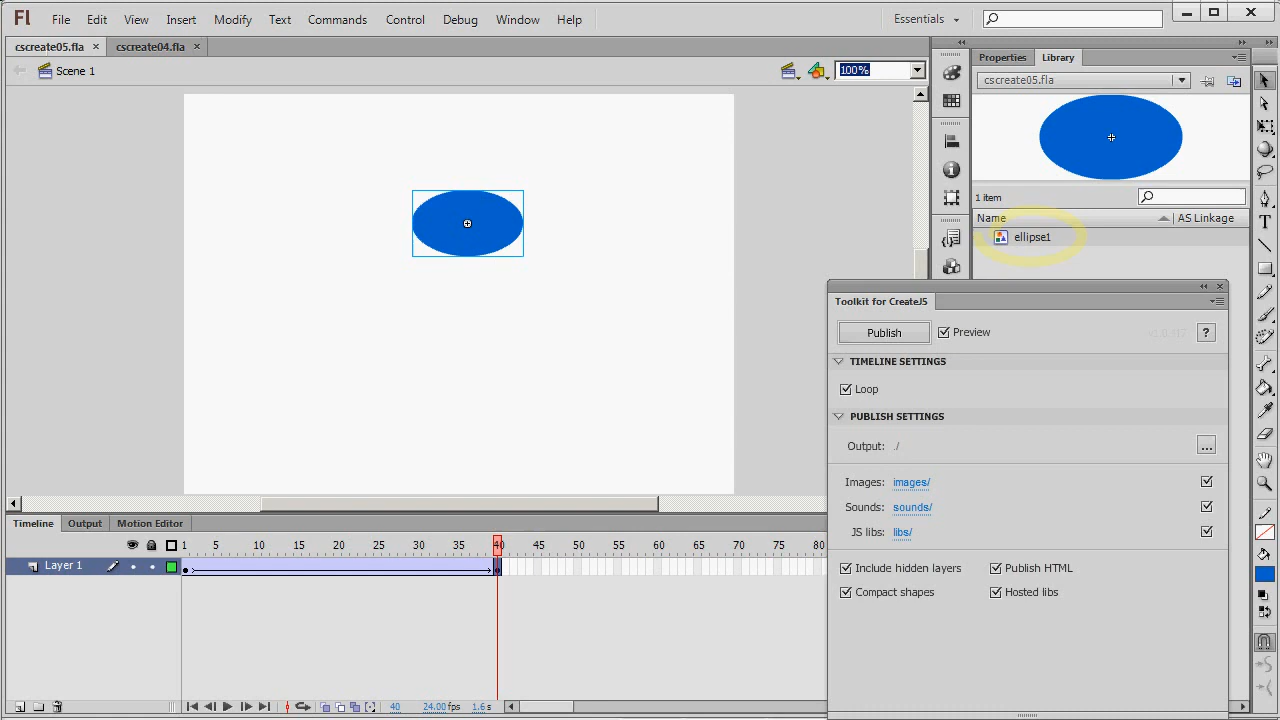 Fl File Edit View Insert Modify Text Commands Control Debug Window Help Essentials
cscreate05.fla × cscreate04.fla ×
Scene 1 100%
Properties Library
cscreate05.fla
1 item
Name AS Linkage
ellipse1
Toolkit for CreateJS
Publish Preview v1.0.917 ?
TIMELINE SETTINGS
Loop
PUBLISH SETTINGS
Output: ./ ...
Images: images/
Sounds: sounds/
JS libs: libs/
Include hidden layers Publish HTML
Compact shapes Hosted libs
Timeline Output Motion Editor
1 5 10 15 20 25 30 35 40 45 50 55 60 65 70 75 80
Layer 1
40 24.00 fps 1.6 s